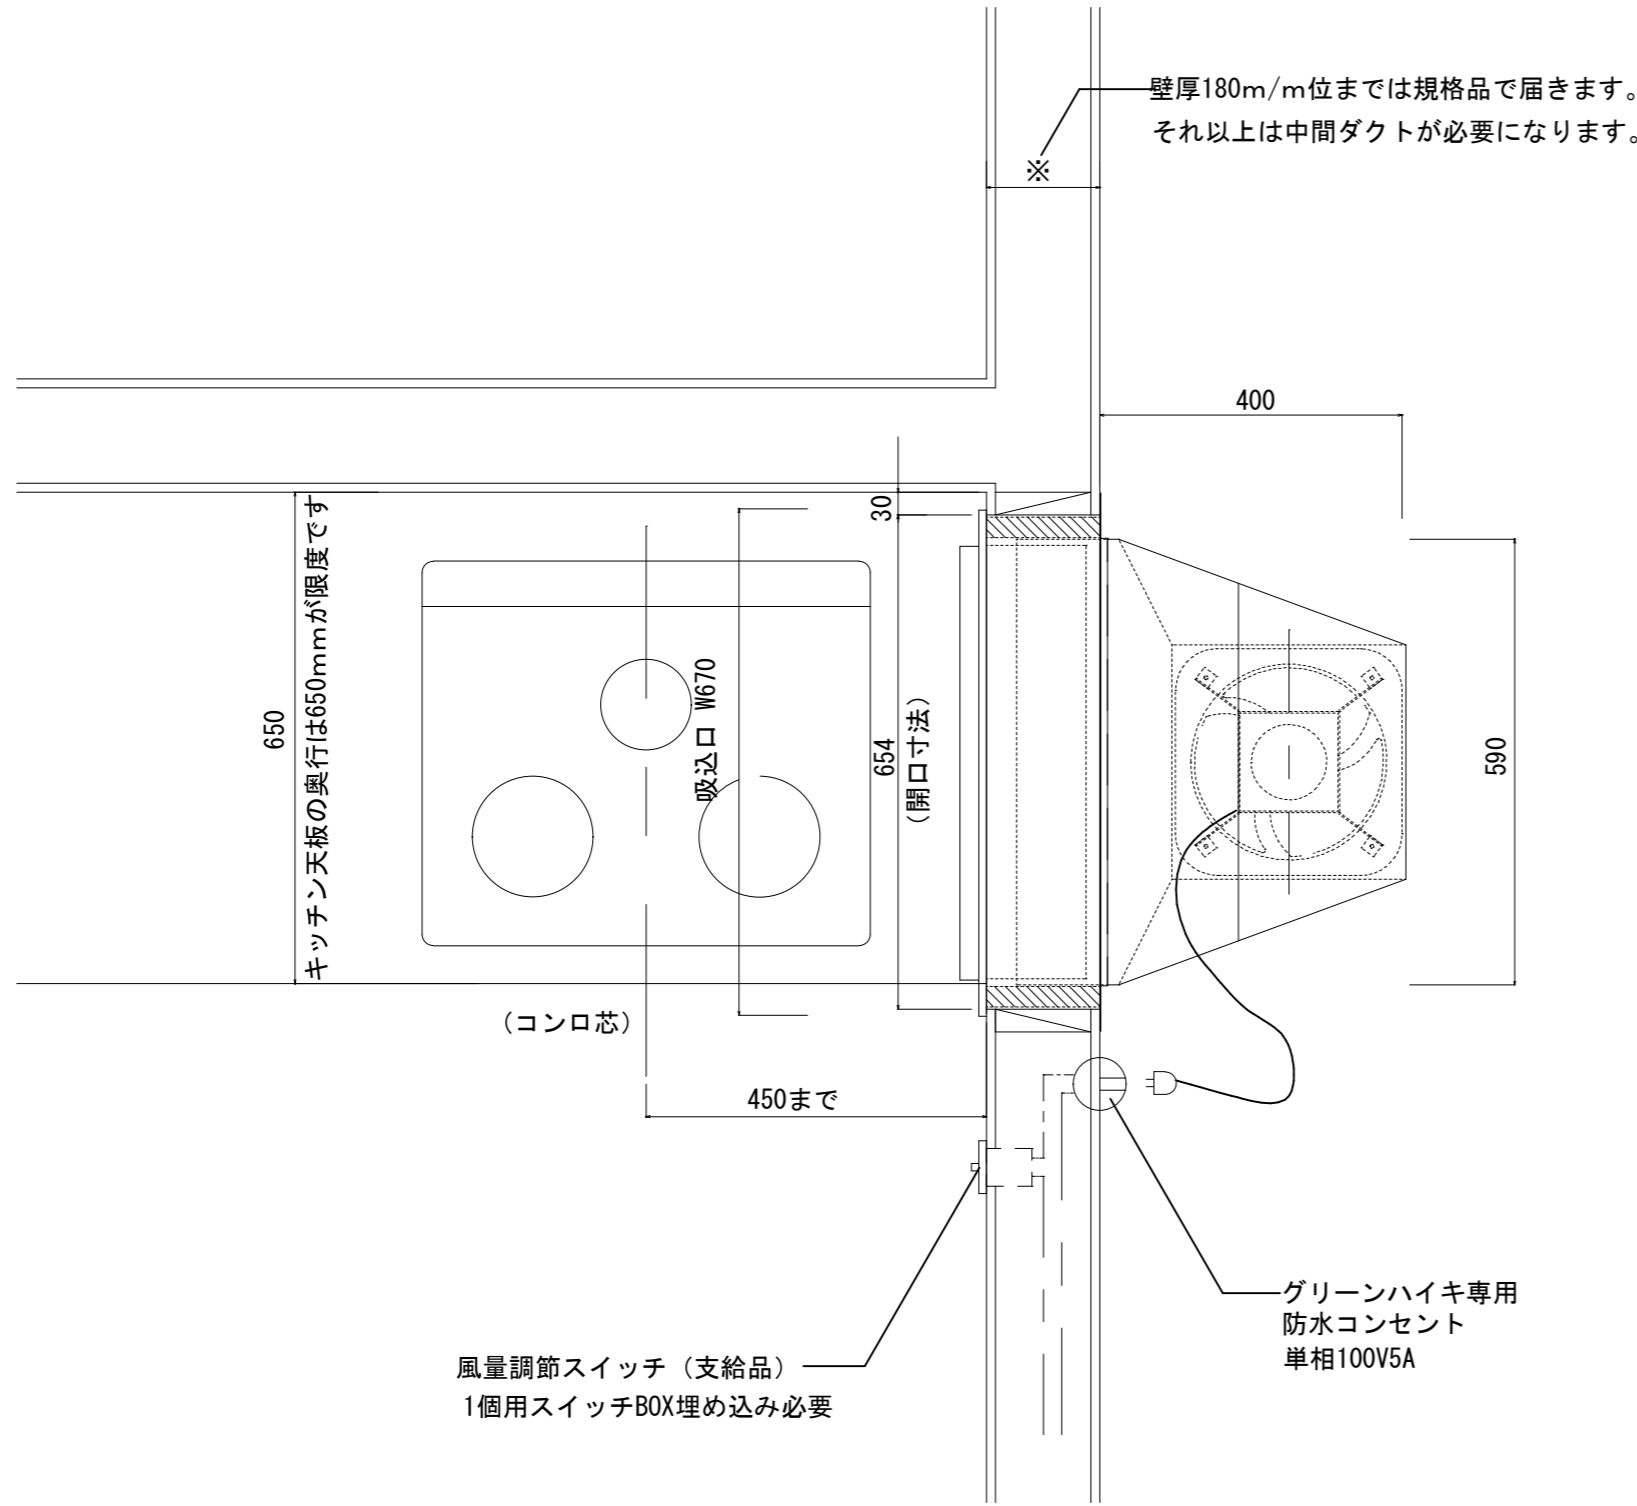 壁厚180m/m位までは規格品で届きます。
それ以上は中間ダクトが必要になります。
※
400
30
キッチン天板の奥行は650mmが限度です
650
吸込口 W670
654
(開口寸法)
590
(コンロ芯)
450まで
グリーンハイキ専用
防水コンセント
単相100V5A
風量調節スイッチ(支給品)
1個用スイッチBOX埋め込み必要